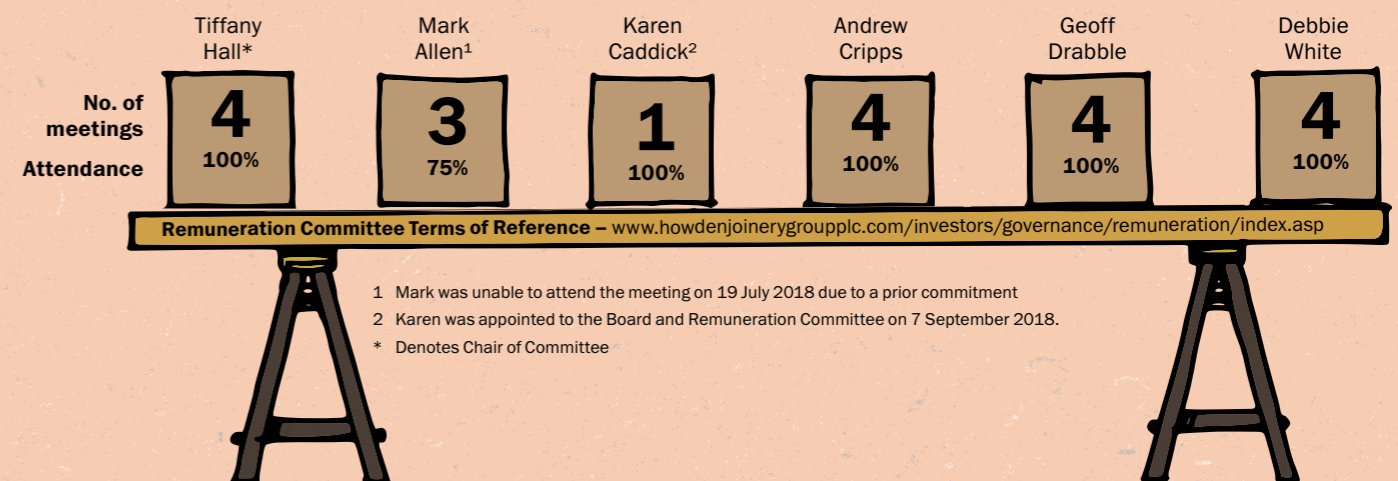 Tiffany
Hall*
Mark
Allen¹
Karen
Caddick²
Andrew
Cripps
Geoff
Drabble
Debbie
White
No. of
meetings
4
3
1
4
4
4
Attendance
100%
75%
100%
100%
100%
100%
Remuneration Committee Terms of Reference – www.howdenjoinerygroupplc.com/investors/governance/remuneration/index.asp
1 Mark was unable to attend the meeting on 19 July 2018 due to a prior commitment
2 Karen was appointed to the Board and Remuneration Committee on 7 September 2018.
* Denotes Chair of Committee